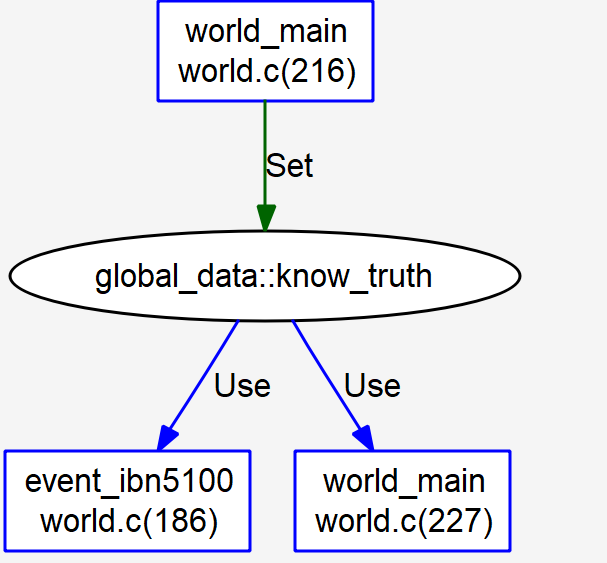 world_main
world.c(216)
Set
global_data::know_truth
Use
Use
event_ibn5100
world.c(186)
world_main
world.c(227)